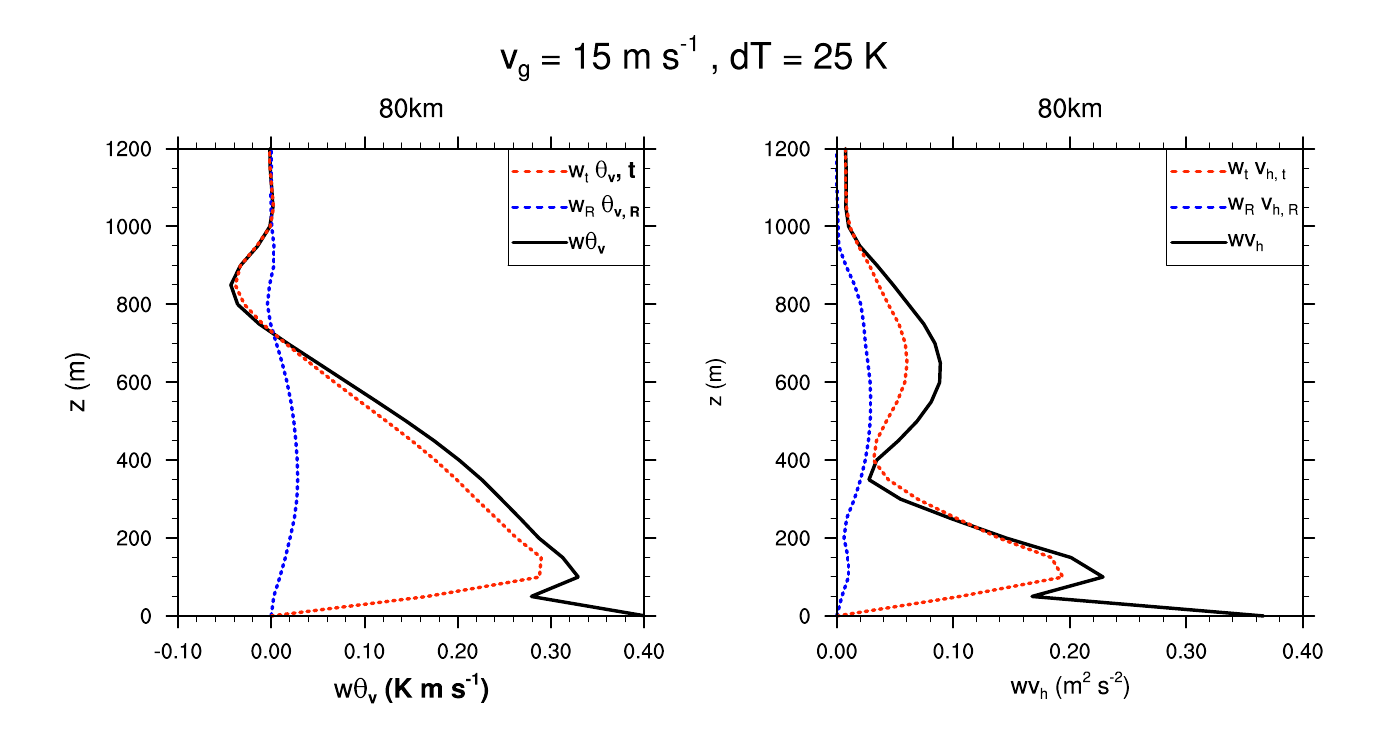 v_g = 15 m s^-1 , dT = 25 K
80km
1200
1000
800
600
400
200
0
z (m)
-0.10 0.00 0.10 0.20 0.30 0.40
wθ_v (K m s^-1)
w_t θ_v, t
w_R θ_v, R
wθ_v
80km
1200
1000
800
600
400
200
0
z (m)
0.00 0.10 0.20 0.30 0.40
wv_h (m^2 s^-2)
w_t v_h, t
w_R v_h, R
wv_h